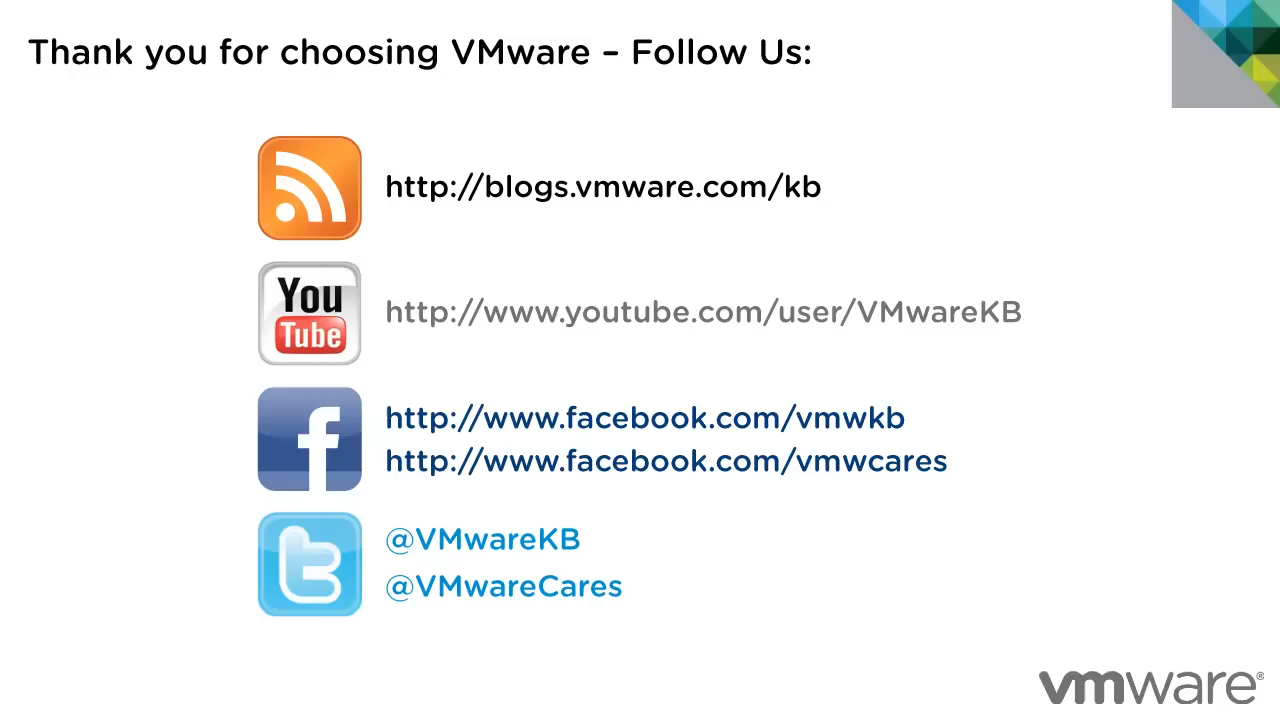 Thank you for choosing VMware – Follow Us:
http://blogs.vmware.com/kb
You
Tube
http://www.youtube.com/user/VMwareKB
f
http://www.facebook.com/vmwkb
http://www.facebook.com/vmwcares
t
@VMwareKB
@VMwareCares
vmware®